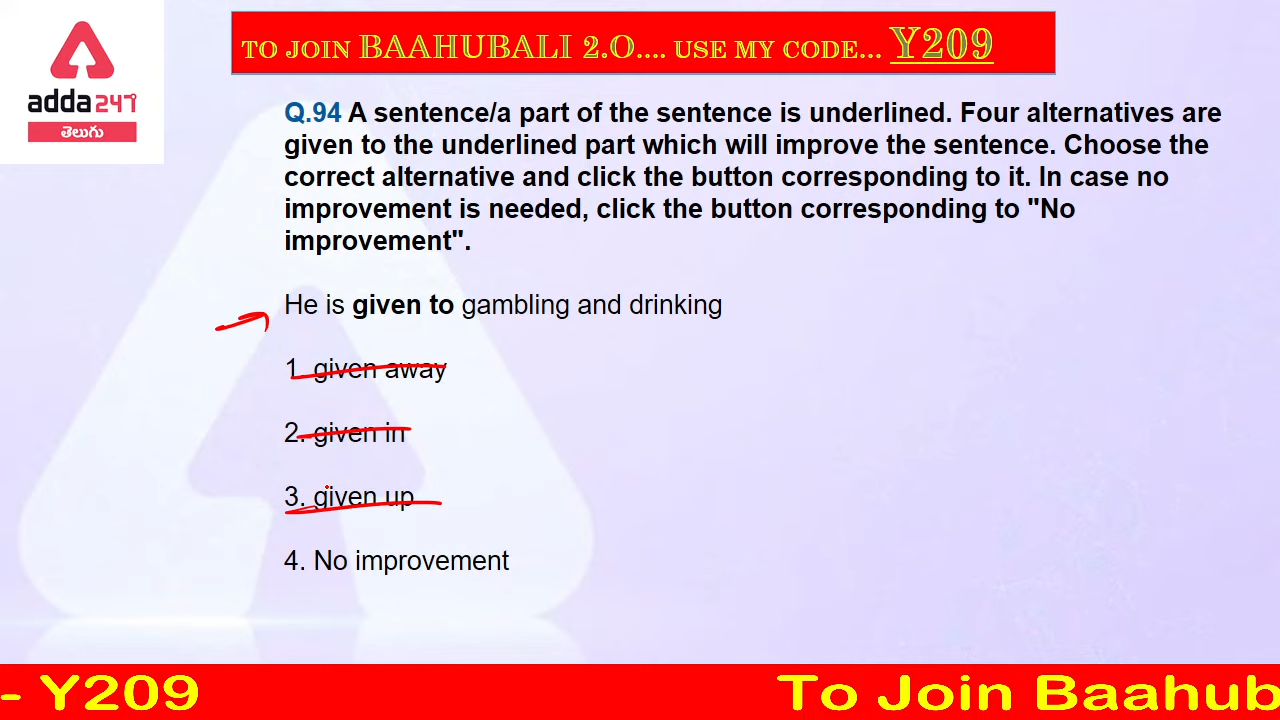 TO JOIN BAAHUBALI 2.O.... USE MY CODE... Y209
adda247
తెలుగు
Q.94 A sentence/a part of the sentence is underlined. Four alternatives are
given to the underlined part which will improve the sentence. Choose the
correct alternative and click the button corresponding to it. In case no
improvement is needed, click the button corresponding to "No
improvement".
He is given to gambling and drinking
1. given away
2. given in
3. given up
4. No improvement
- Y209 To Join Baahub